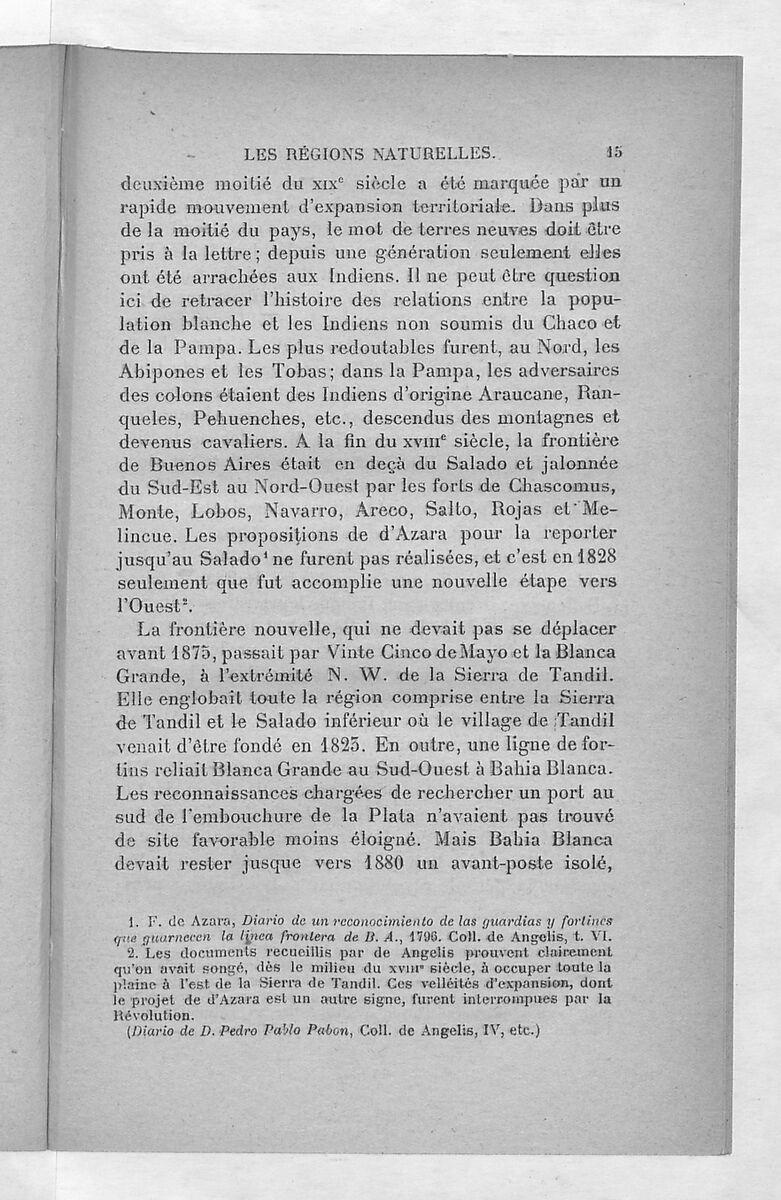 LES RÉGIONS NATURELLES. 15
deuxième moitié du XIXᵉ siècle a été marquée par un
rapide mouvement d'expansion territoriale. Dans plus
de la moitié du pays, le mot de terres neuves doit être
pris à la lettre ; depuis une génération seulement elles
ont été arrachées aux Indiens. Il ne peut être question
ici de retracer l'histoire des relations entre la popu-
lation blanche et les Indiens non soumis du Chaco et
de la Pampa. Les plus redoutables furent, au Nord, les
Abipones et les Tobas ; dans la Pampa, les adversaires
des colons étaient des Indiens d'origine Araucane, Ran-
queles, Pehuenches, etc., descendus des montagnes et
devenus cavaliers. A la fin du XVIIIᵉ siècle, la frontière
de Buenos Aires était en deçà du Salado et jalonnée
du Sud-Est au Nord-Ouest par les forts de Chascomus,
Monte, Lobos, Navarro, Areco, Salto, Rojas et Me-
lincue. Les propositions de d'Azara pour la reporter
jusqu'au Salado¹ ne furent pas réalisées, et c'est en 1828
seulement que fut accomplie une nouvelle étape vers
l'Ouest².
La frontière nouvelle, qui ne devait pas se déplacer
avant 1875, passait par Vinte Cinco de Mayo et la Blanca
Grande, à l'extrémité N. W. de la Sierra de Tandil.
Elle englobait toute la région comprise entre la Sierra
de Tandil et le Salado inférieur où le village de Tandil
venait d'être fondé en 1823. En outre, une ligne de for-
tins reliait Blanca Grande au Sud-Ouest à Bahia Blanca.
Les reconnaissances chargées de rechercher un port au
sud de l'embouchure de la Plata n'avaient pas trouvé
de site favorable moins éloigné. Mais Bahia Blanca
devait rester jusque vers 1880 un avant-poste isolé,
1. F. de Azara, Diario de un reconocimiento de las guardias y fortines
que guarnecen la linea frontera de B. A., 1796. Coll. de Angelis, t. VI.
2. Les documents recueillis par de Angelis prouvent clairement
qu'on avait songé, dès le milieu du XVIIIᵉ siècle, à occuper toute la
plaine à l'est de la Sierra de Tandil. Ces velléités d'expansion, dont
le projet de d'Azara est un autre signe, furent interrompues par la
Révolution.
(Diario de D. Pedro Pablo Pabon, Coll. de Angelis, IV, etc.)